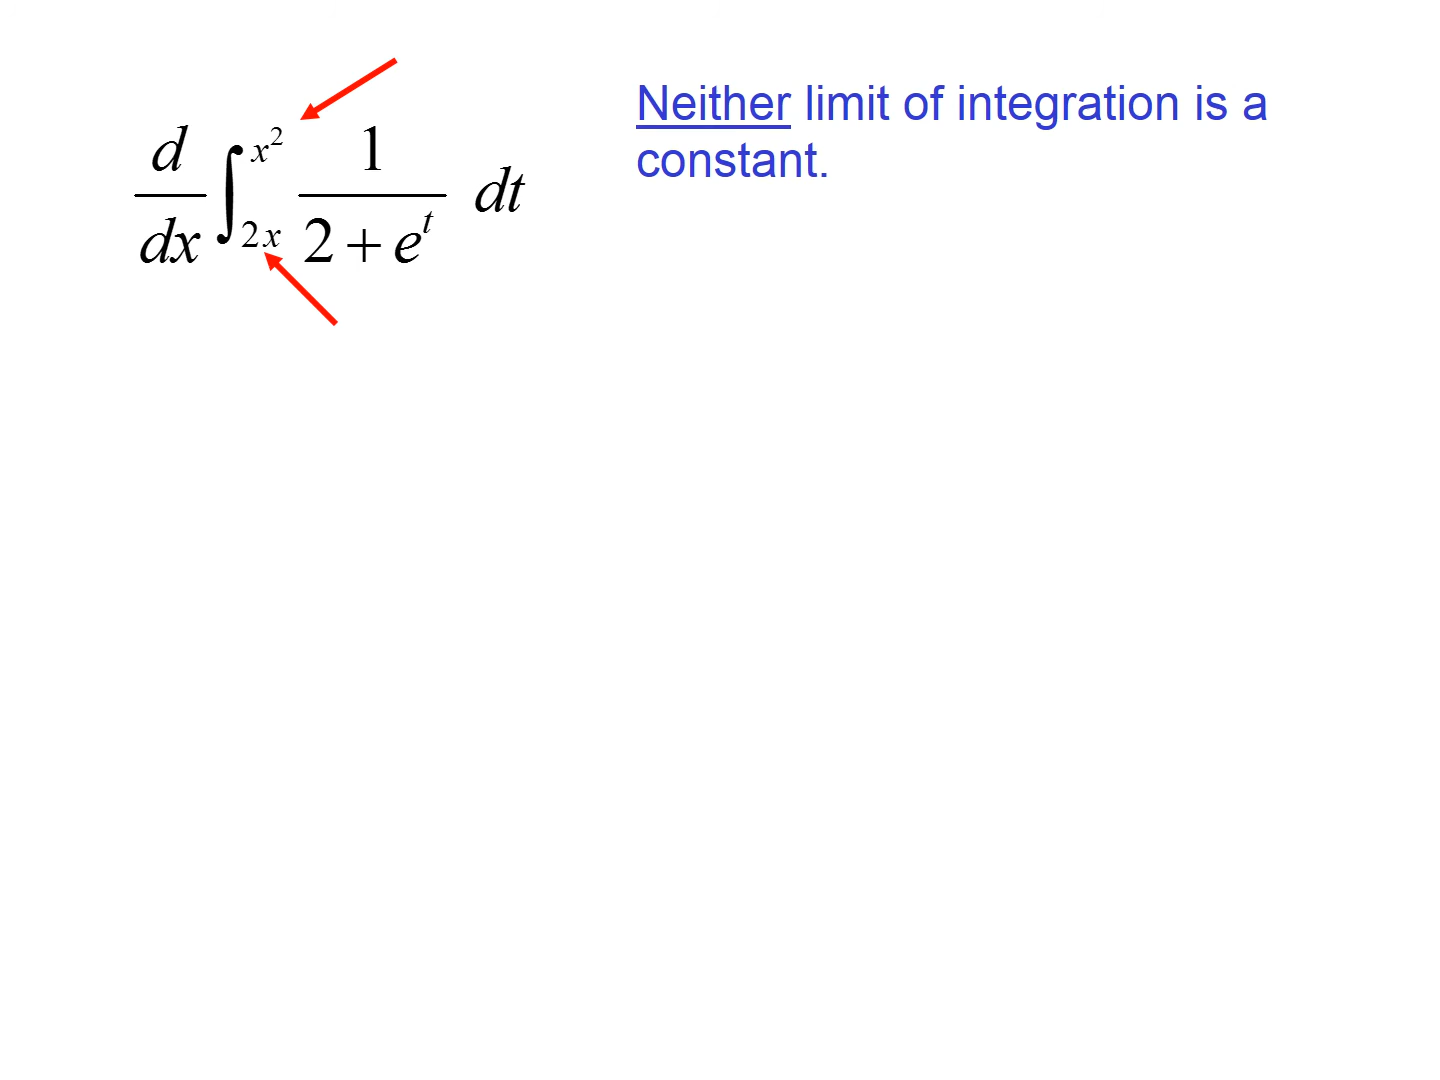 d/dx ∫_{2x}^{x^2} 1/(2 + e^t) dt
Neither limit of integration is a
constant.